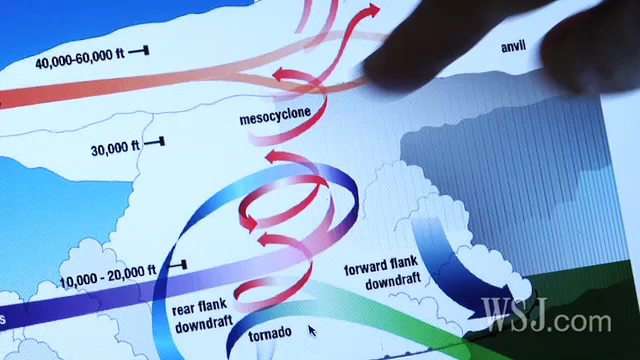 40,000-60,000 ft
anvil
mesocyclone
30,000 ft
10,000 - 20,000 ft
forward flank
downdraft
rear flank
downdraft
tornado
WSJ.com